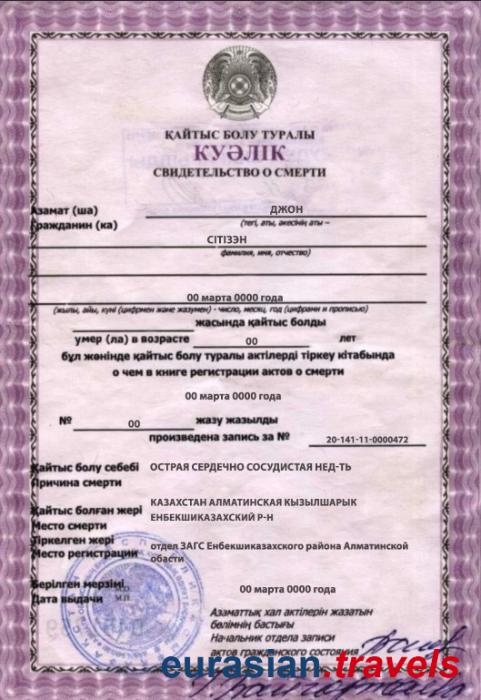 ҚАЙТЫС БОЛУ ТУРАЛЫ
КУӘЛІК
СВИДЕТЕЛЬСТВО О СМЕРТИ
Азамат (ша) ДЖОН
Гражданин (ка) (тегі, аты, әкесінің аты –
СІТІЗЭН
фамилия, имя, отчество)
00 марта 0000 года
(жылы, айы, күні (цифрмен және жазумен) - число, месяц, год (цифрами и прописью)
жасында қайтыс болды
умер (ла) в возрасте 00 лет
бұл жөнінде қайтыс болу туралы актілерді тіркеу кітабында
о чем в книге регистрации актов о смерти
00 марта 0000 года
№ 00 жазу жазылды
произведена запись за № 20-141-11-0000472
Қайтыс болу себебі ОСТРАЯ СЕРДЕЧНО СОСУДИСТАЯ НЕД-ТЬ
Причина смерти
КАЗАХСТАН АЛМАТИНСКАЯ КЫЗЫЛШАРЫК
Қайтыс болған жері
Место смерти ЕНБЕКШИКАЗАХСКИЙ Р-Н
Тіркелген жері
Место регистрации отдел ЗАГС Енбекшиказахского района Алматинской
обасти
Берілген мерзімі
Дата выдачи 00 марта 0000 года
М.О.
М.П.
Азаматтық хал актілерін жазатын
бөлімнің бастығы
Начальник отдела записи
актов гражданского состояния
eurasian.travels